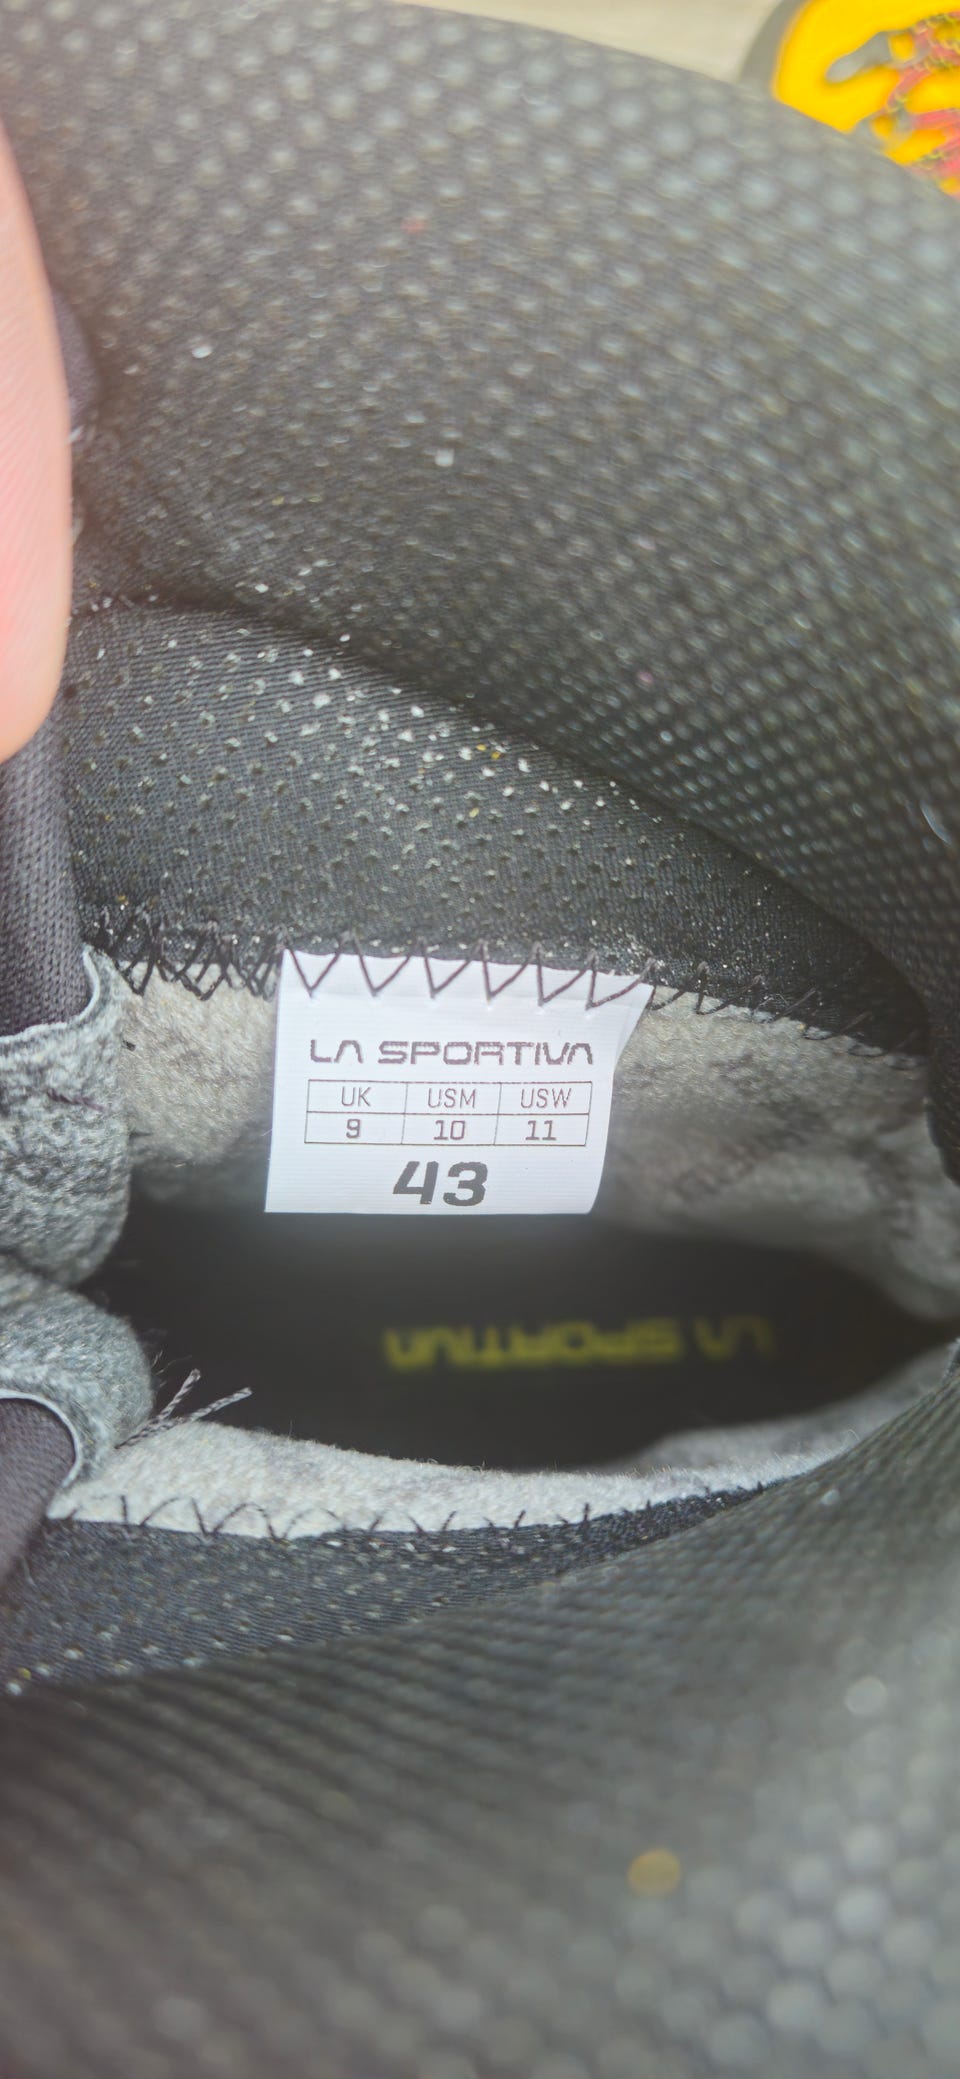 LA SPORTIVA
UK USM USW
9 10 11
43
LA SPORTIVA